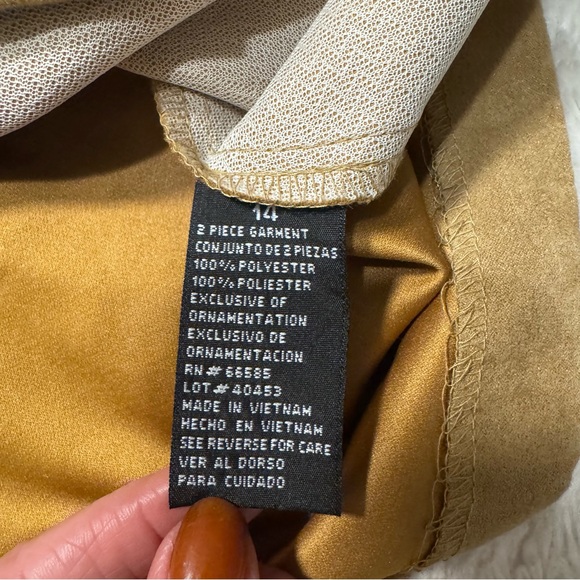 14
2 PIECE GARMENT
CONJUNTO DE 2 PIEZAS
100% POLYESTER
100% POLIESTER
EXCLUSIVE OF
ORNAMENTATION
EXCLUSIVO DE
ORNAMENTACION
RN# 66585
LOT# 40453
MADE IN VIETNAM
HECHO EN VIETNAM
SEE REVERSE FOR CARE
VER AL DORSO
PARA CUIDADO